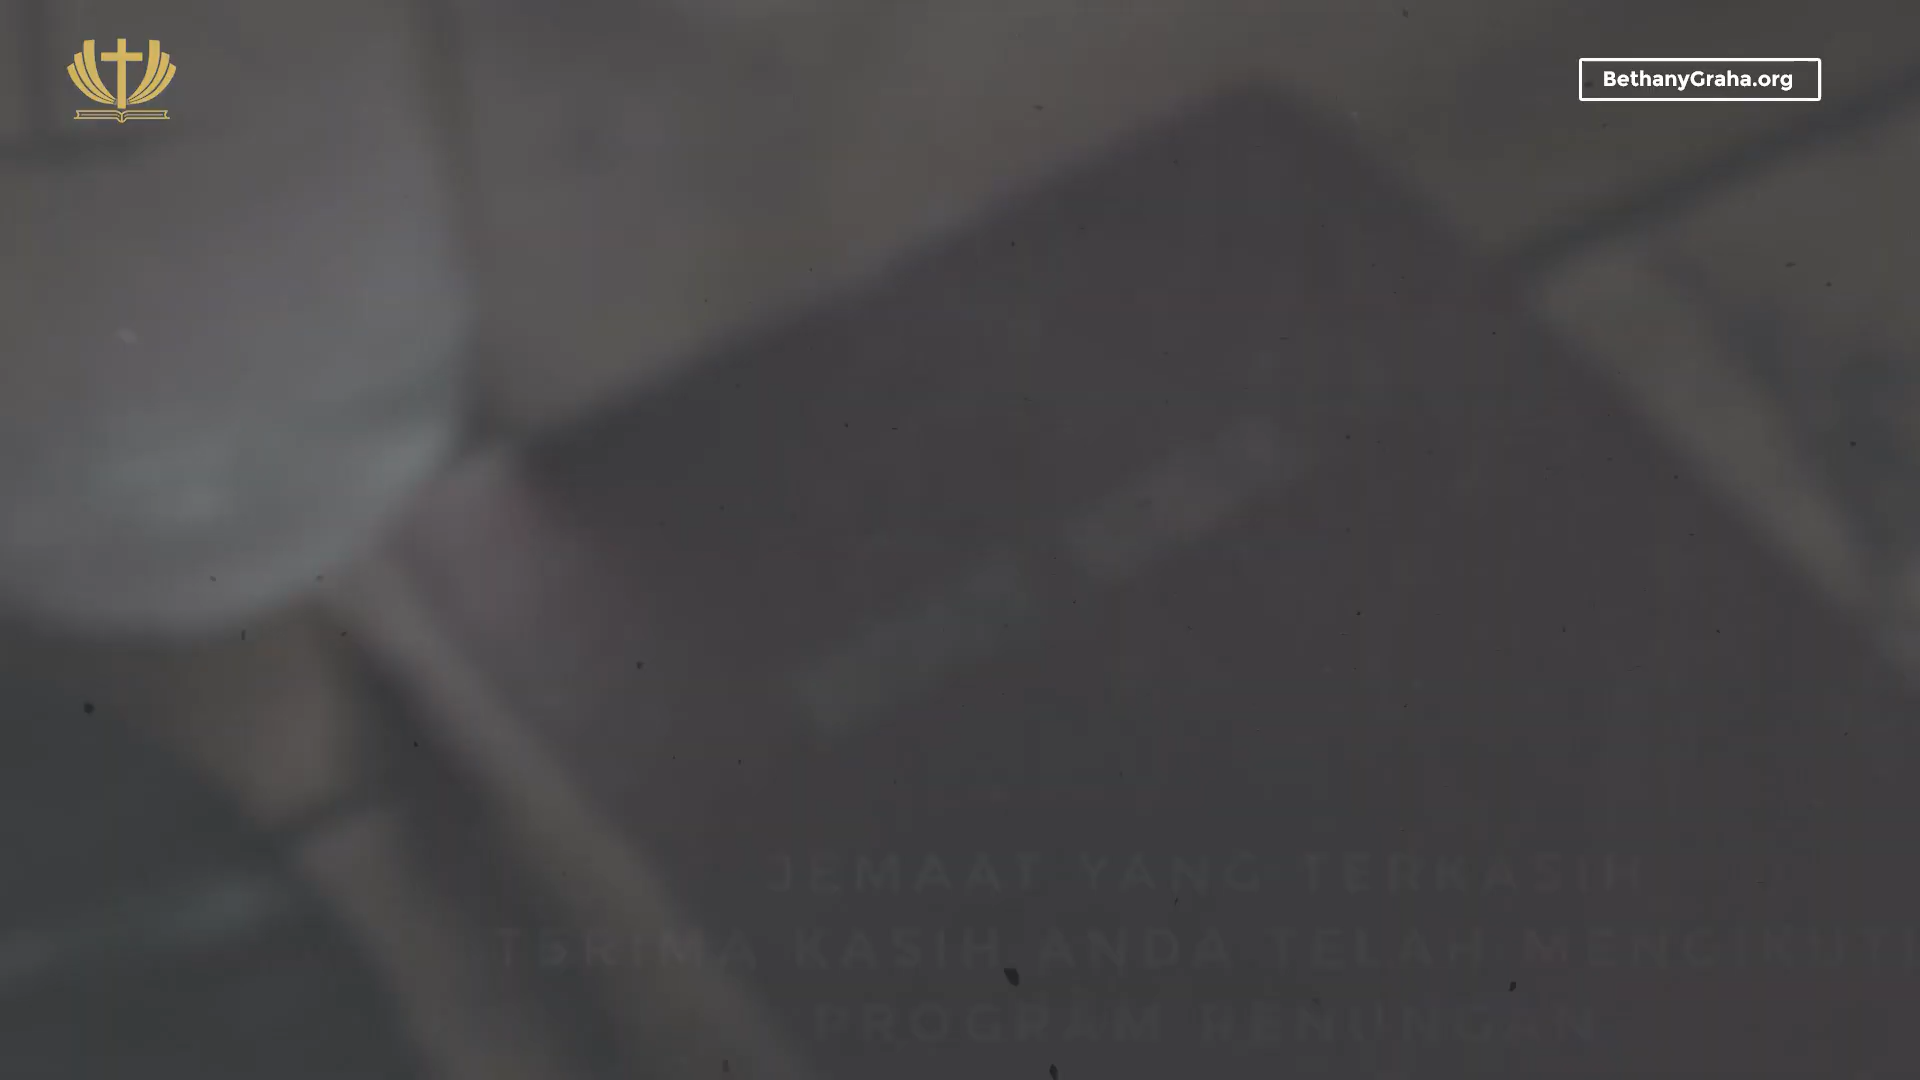 BethanyGraha.org
JEMAAT YANG TERKASIH
TERIMA KASIH ANDA TELAH MENGIKUTI
PROGRAM RENUNGAN